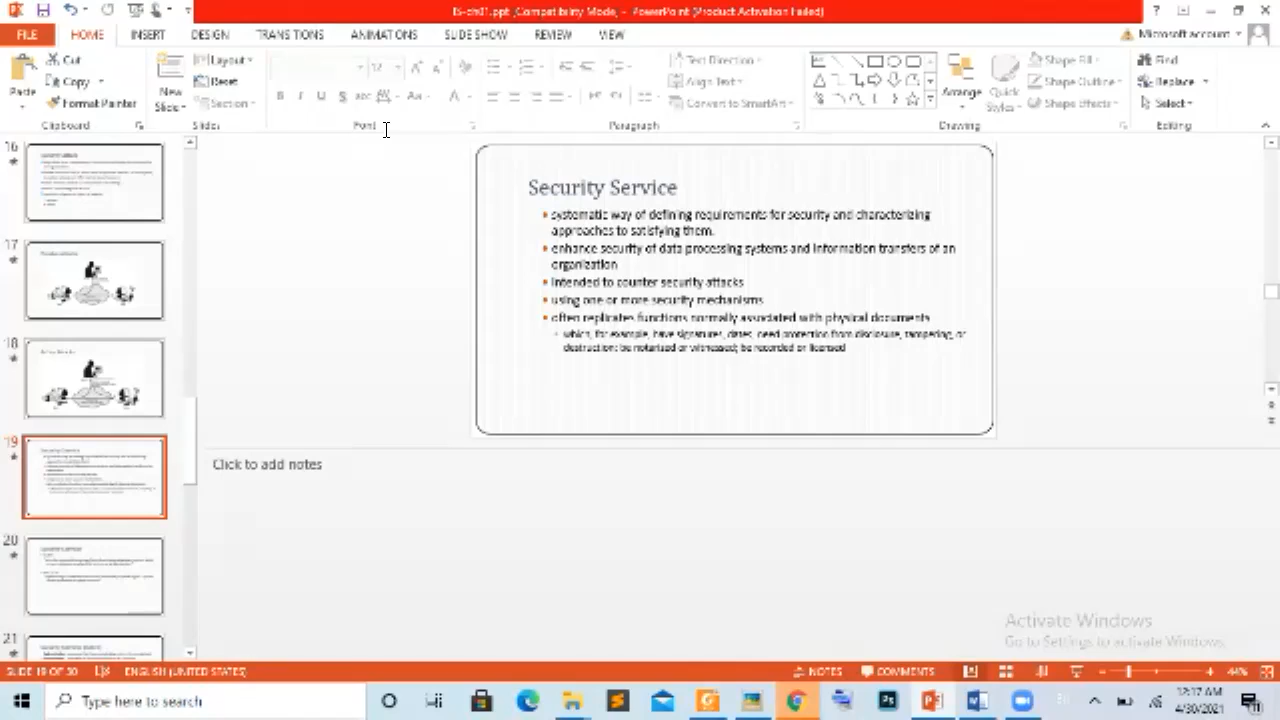 IS-ch01.ppt [Compatibility Mode] - PowerPoint (Product Activation Failed)
FILE HOME INSERT DESIGN TRANSITIONS ANIMATIONS SLIDE SHOW REVIEW VIEW Microsoft account
Paste
Cut
Copy
Format Painter
Clipboard
New
Slide
Layout
Reset
Section
Slides
Font
Text Direction
Align Text
Convert to SmartArt
Paragraph
Arrange
Quick
Styles
Shape Fill
Shape Outline
Shape Effects
Drawing
Find
Replace
Select
Editing
16
17
18
19
20
21
Security Service
systematic way of defining requirements for security and characterizing
approaches to satisfying them.
enhance security of data processing systems and information transfers of an
organization
intended to counter security attacks
using one or more security mechanisms
often replicates functions normally associated with physical documents
which, for example, have signatures, dates; need protection from disclosure, tampering, or
destruction; be notarized or witnessed; be recorded or licensed
Click to add notes
Activate Windows
Go to Settings to activate Windows.
SLIDE 19 OF 30 ENGLISH (UNITED STATES) NOTES COMMENTS 44%
Type here to search
12:17 AM
4/30/2021